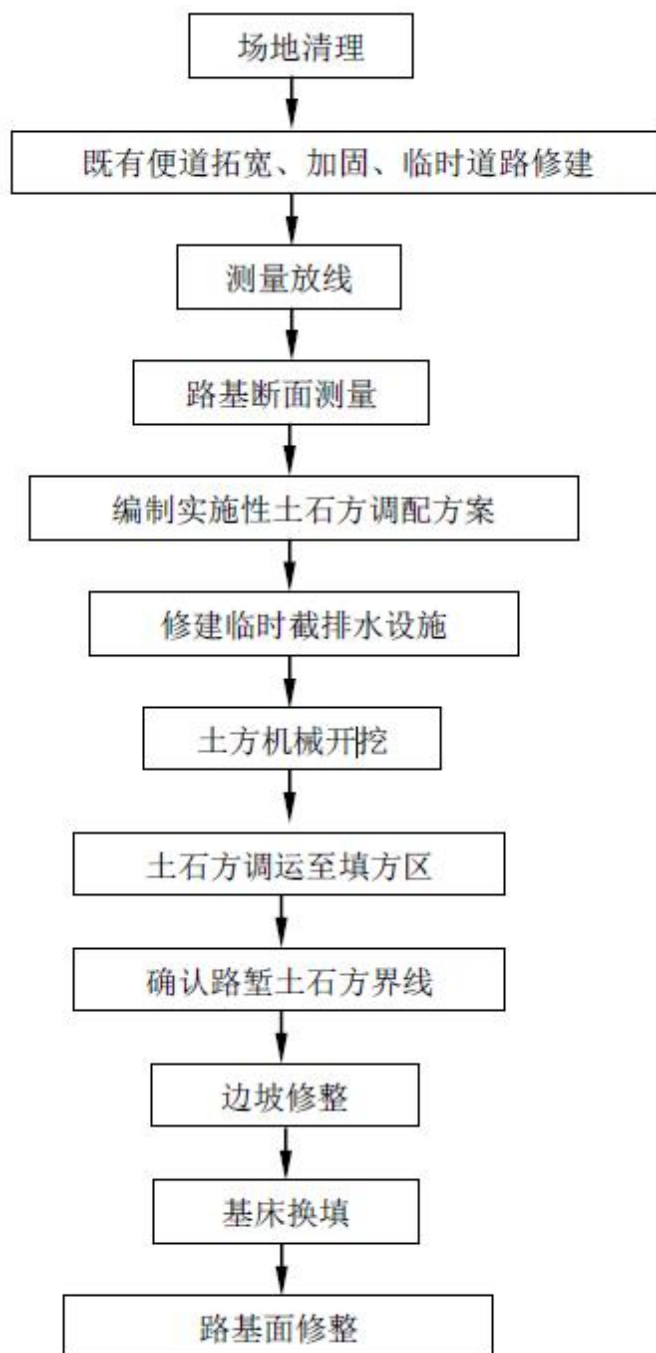 场地清理
既有便道拓宽、加固、临时道路修建
测量放线
路基断面测量
编制实施性土石方调配方案
修建临时截排水设施
土方机械开挖
土石方调运至填方区
确认路堑土石方界线
边坡修整
基床换填
路基面修整